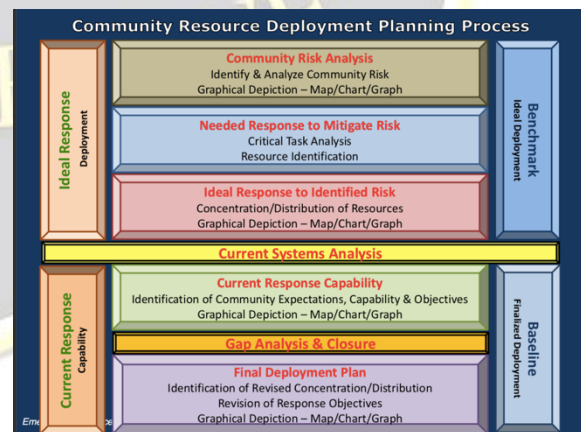 Community Resource Deployment Planning Process
Ideal Response
Deployment
Community Risk Analysis
Identify & Analyze Community Risk
Graphical Depiction – Map/Chart/Graph
Needed Response to Mitigate Risk
Critical Task Analysis
Resource Identification
Ideal Response to Identified Risk
Concentration/Distribution of Resources
Graphical Depiction – Map/Chart/Graph
Benchmark
Ideal Deployment
Current Systems Analysis
Current Response
Capability
Current Response Capability
Identification of Community Expectations, Capability & Objectives
Graphical Depiction – Map/Chart/Graph
Gap Analysis & Closure
Final Deployment Plan
Identification of Revised Concentration/Distribution
Revision of Response Objectives
Graphical Depiction – Map/Chart/Graph
Baseline
Finalized Deployment